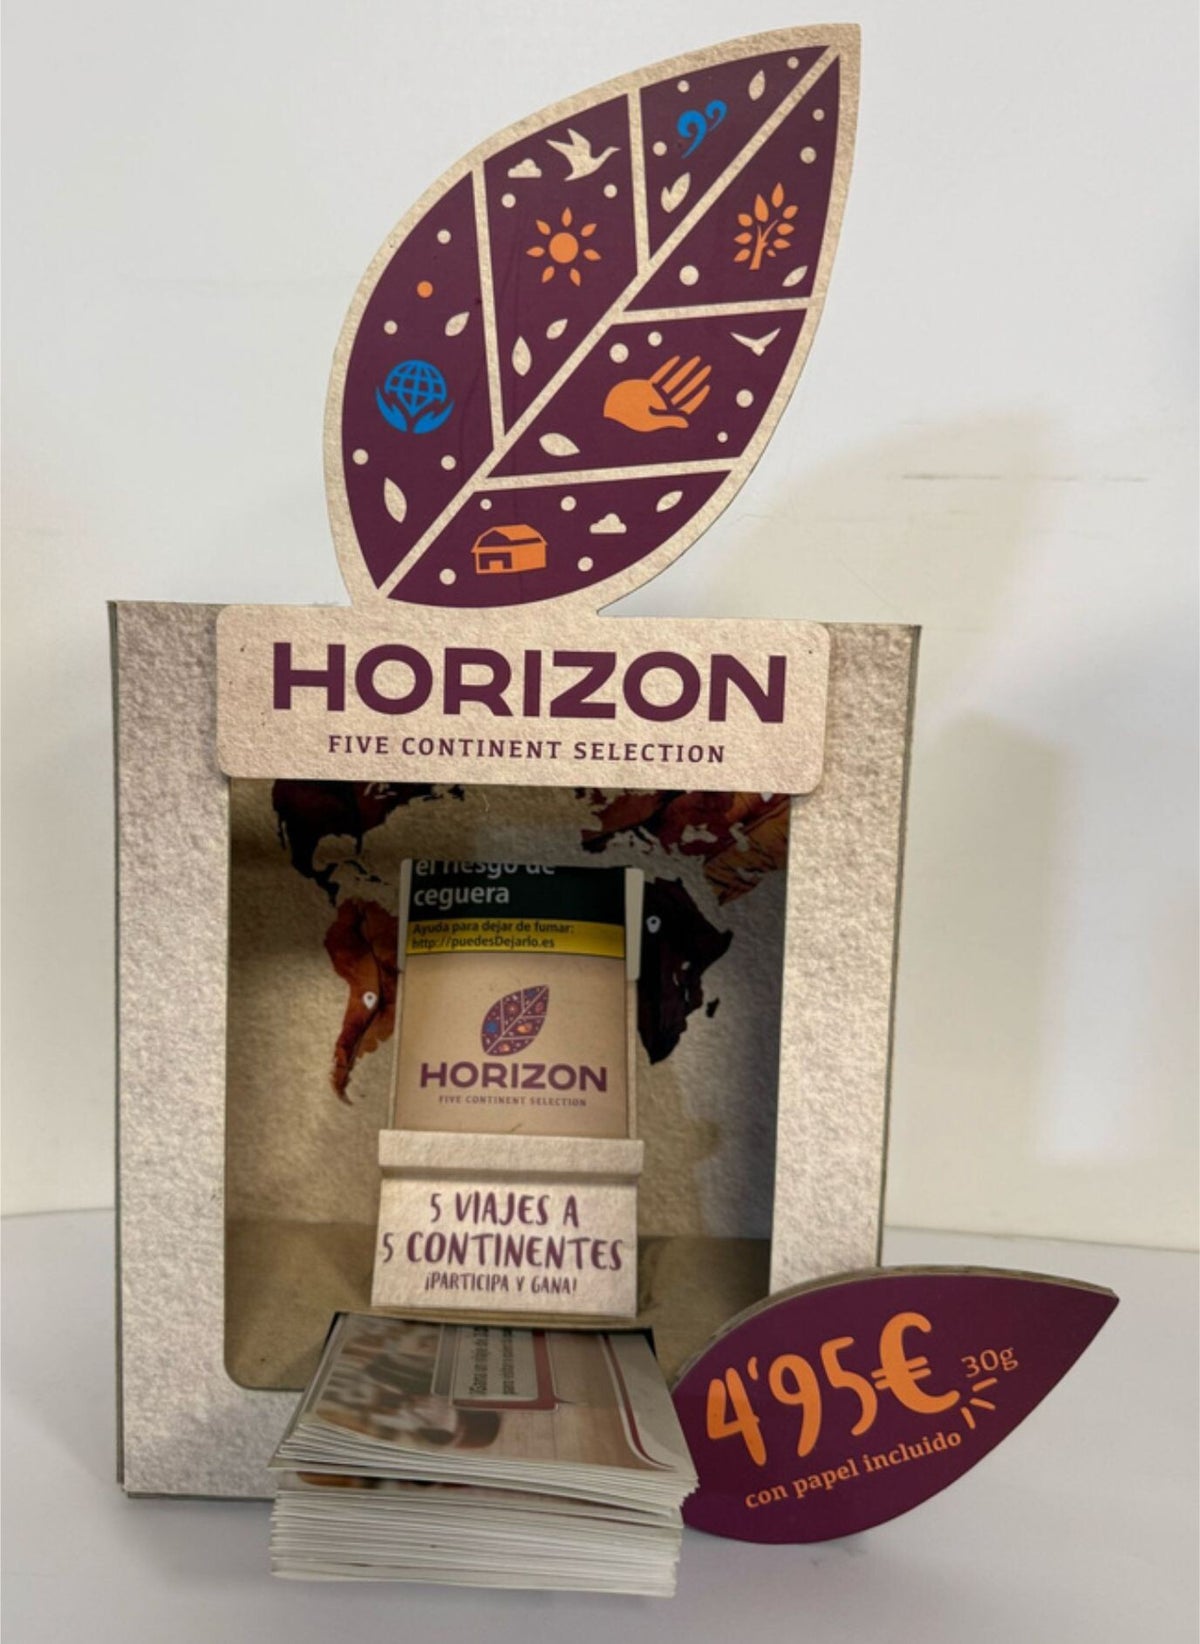 HORIZON
FIVE CONTINENT SELECTION
el riesgo de
ceguera
Ayuda para dejar de fumar:
http://puedesDejarlo.es
HORIZON
FIVE CONTINENT SELECTION
5 VIAJES A
5 CONTINENTES
¡PARTICIPA Y GANA!
4'95€ 30g
con papel incluido